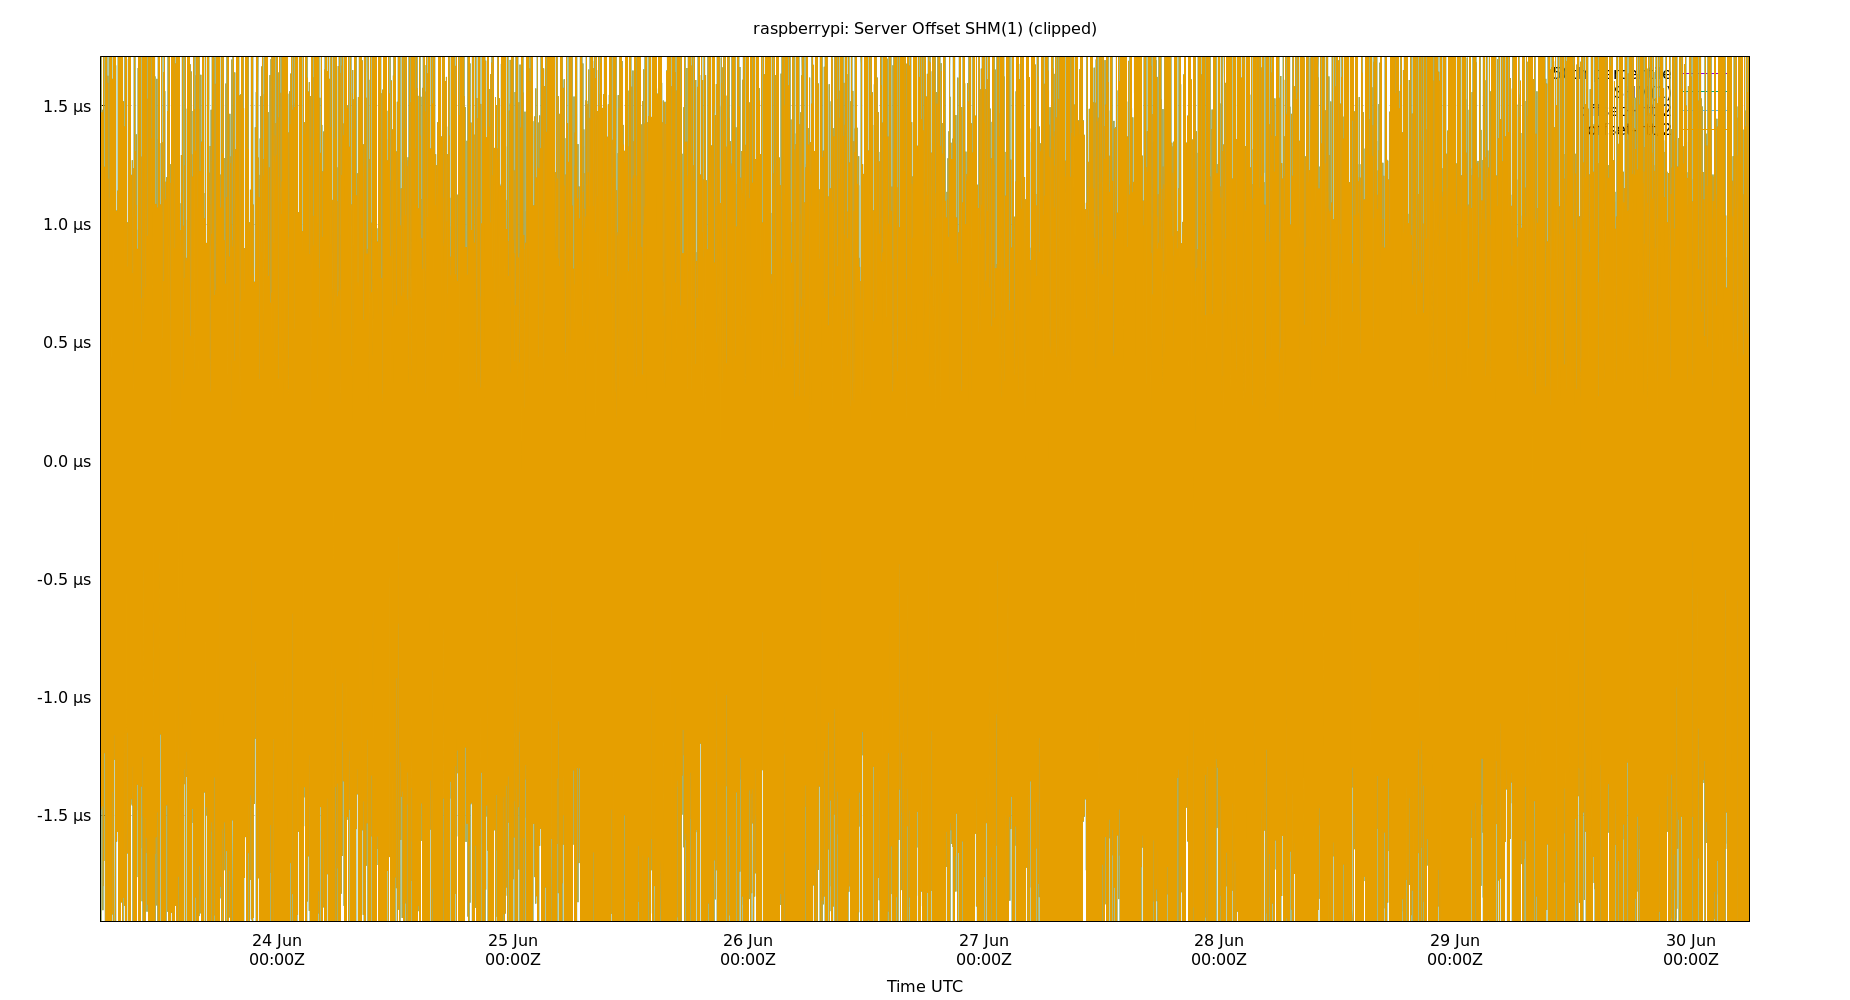 raspberrypi: Server Offset SHM(1) (clipped)
1.5 µs
1.0 µs
0.5 µs
0.0 µs
-0.5 µs
-1.0 µs
-1.5 µs
24 Jun 25 Jun 26 Jun 27 Jun 28 Jun 29 Jun 30 Jun
00:00Z 00:00Z 00:00Z 00:00Z 00:00Z 00:00Z 00:00Z
Time UTC